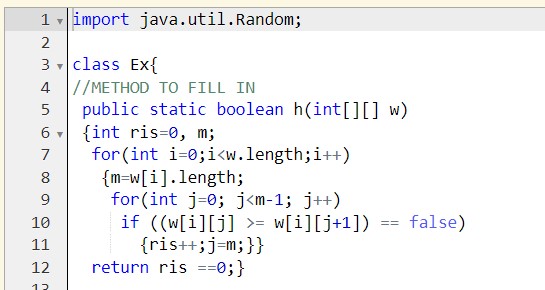 1 import java.util.Random;
2
3 class Ex{
4 //METHOD TO FILL IN
5 public static boolean h(int[][] w)
6 {int ris=0, m;
7 for(int i=0;i<w.length;i++)
8 {m=w[i].length;
9 for(int j=0; j<m-1; j++)
10 if ((w[i][j] >= w[i][j+1]) == false)
11 {ris++;j=m;}}
12 return ris ==0;}
13